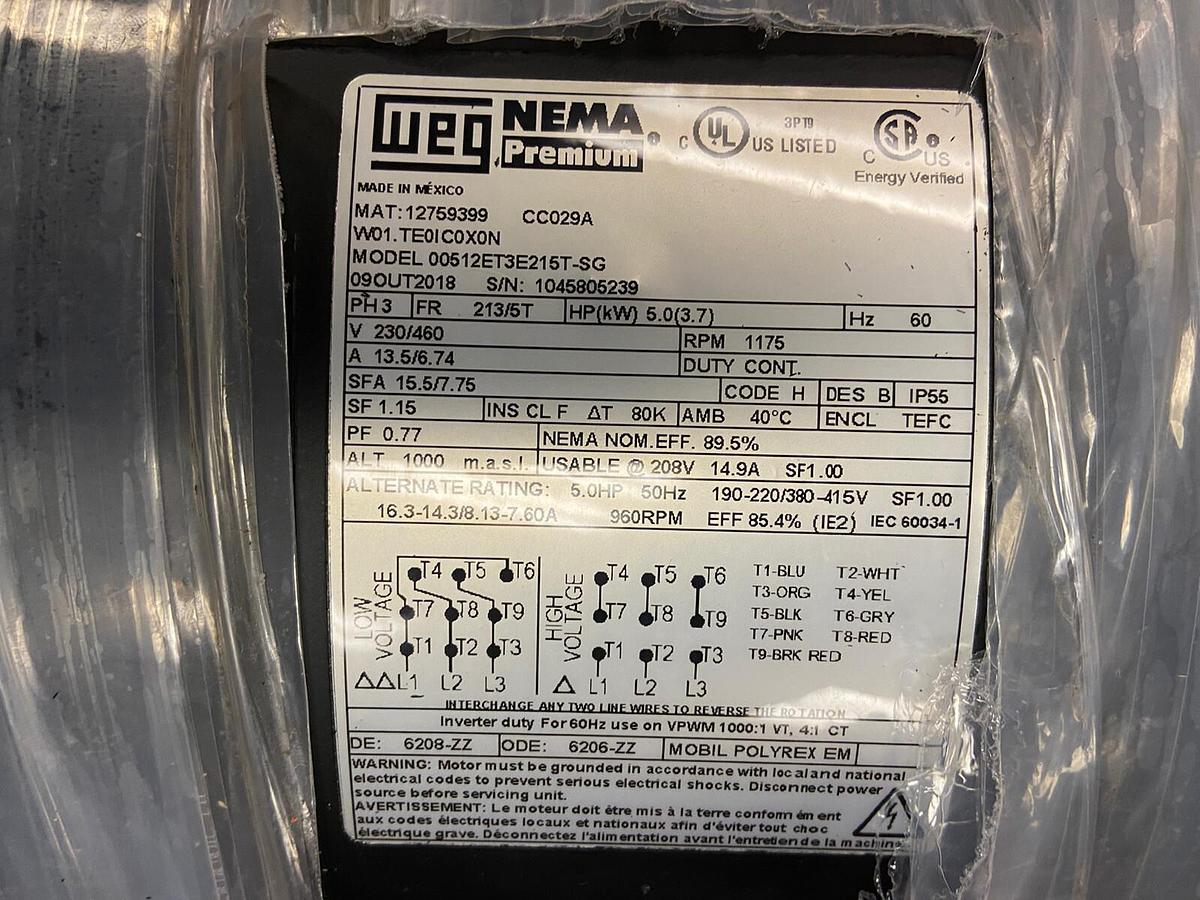 WEG NEMA
Premium
C UL US LISTED 3PT9
C SA US
Energy Verified
MADE IN MÉXICO
MAT:12759399 CC029A
W01.TE0IC0X0N
MODEL 00512ET3E215T-SG
09OUT2018 S/N: 1045805239
PH 3 FR 213/5T HP(kW) 5.0(3.7) Hz 60
V 230/460 RPM 1175
A 13.5/6.74 DUTY CONT.
SFA 15.5/7.75 CODE H DES B IP55
SF 1.15 INS CL F ΔT 80K AMB 40°C ENCL TEFC
PF 0.77 NEMA NOM.EFF. 89.5%
ALT 1000 m.a.s.l. USABLE @ 208V 14.9A SF1.00
ALTERNATE RATING: 5.0HP 50Hz 190-220/380-415V SF1.00
16.3-14.3/8.13-7.60A 960RPM EFF 85.4% (IE2) IEC 60034-1
LOW VOLTAGE
T4 T5 T6
T7 T8 T9
T1 T2 T3
ΔΔ L1 L2 L3
HIGH VOLTAGE
T4 T5 T6
T7 T8 T9
T1 T2 T3
Δ L1 L2 L3
T1-BLU T2-WHT
T3-ORG T4-YEL
T5-BLK T6-GRY
T7-PNK T8-RED
T9-BRK RED
INTERCHANGE ANY TWO LINE WIRES TO REVERSE THE ROTATION
Inverter duty For 60Hz use on VPWM 1000:1 VT, 4:1 CT
DE: 6208-ZZ ODE: 6206-ZZ MOBIL POLYREX EM
WARNING: Motor must be grounded in accordance with local and national
electrical codes to prevent serious electrical shocks. Disconnect power
source before servicing unit.
AVERTISSEMENT: Le moteur doit être mis à la terre conformément
aux codes électriques locaux et nationaux afin d'éviter tout choc
électrique grave. Déconnectez l'alimentation avant l'entretien de la machine